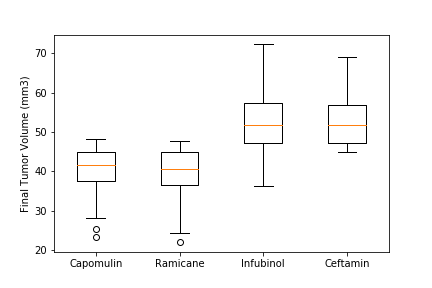 Final Tumor Volume (mm3)
70
60
50
40
30
20
Capomulin
Ramicane
Infubinol
Ceftamin